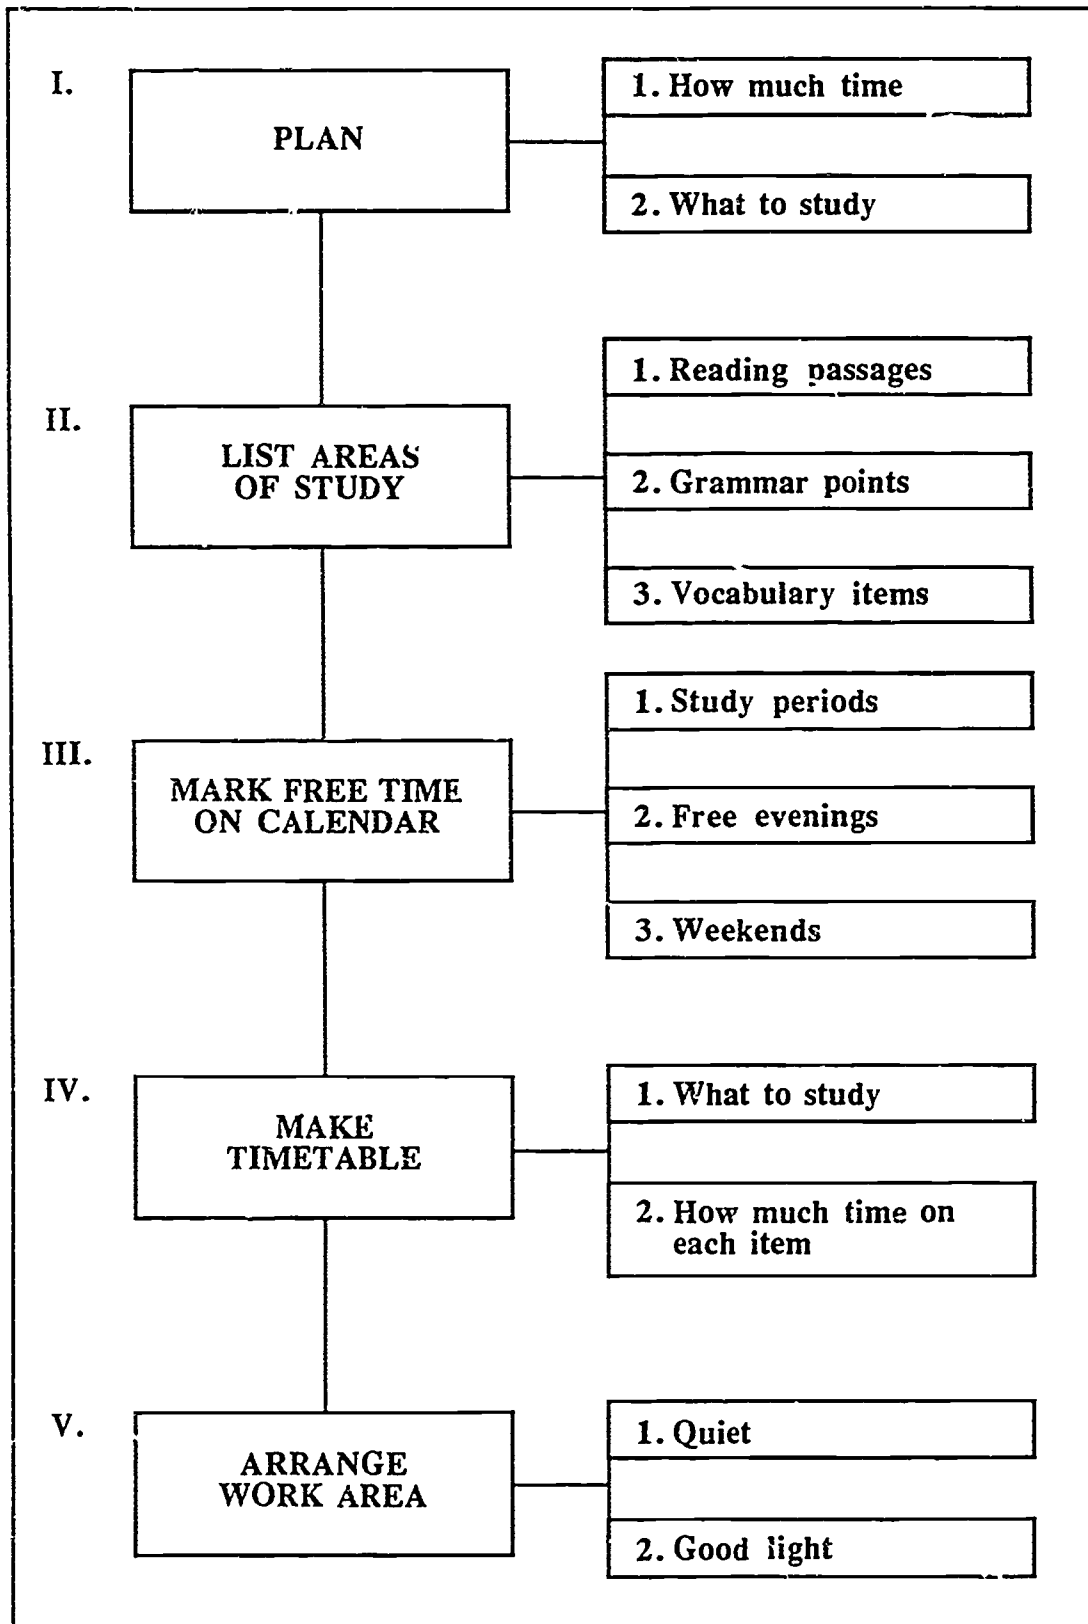 I.
PLAN
1. How much time
2. What to study
II.
LIST AREAS
OF STUDY
1. Reading passages
2. Grammar points
3. Vocabulary items
III.
MARK FREE TIME
ON CALENDAR
1. Study periods
2. Free evenings
3. Weekends
IV.
MAKE
TIMETABLE
1. What to study
2. How much time on
each item
V.
ARRANGE
WORK AREA
1. Quiet
2. Good light